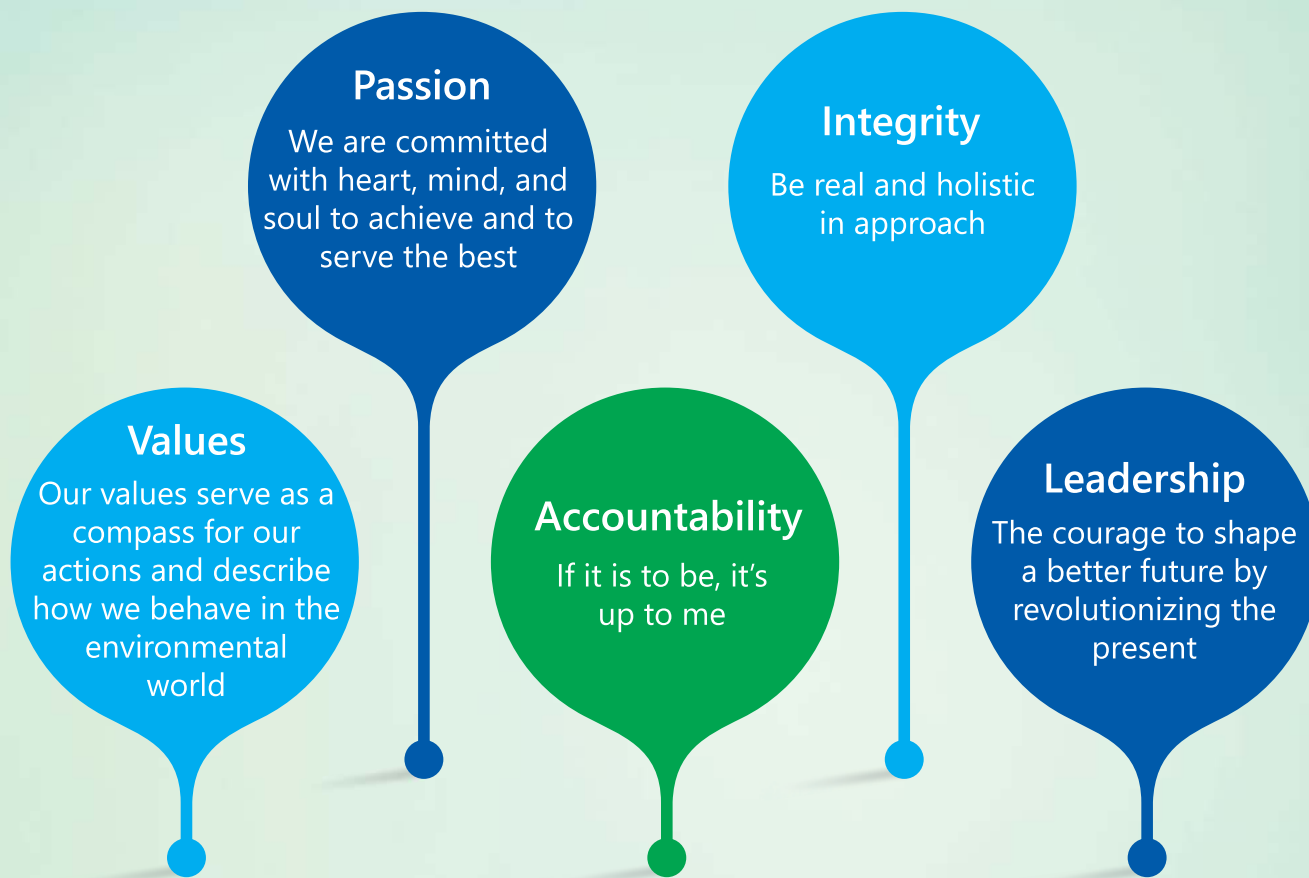 Passion
We are committed
with heart, mind, and
soul to achieve and to
serve the best
Integrity
Be real and holistic
in approach
Values
Our values serve as a
compass for our
actions and describe
how we behave in the
environmental
world
Accountability
If it is to be, it’s
up to me
Leadership
The courage to shape
a better future by
revolutionizing the
present